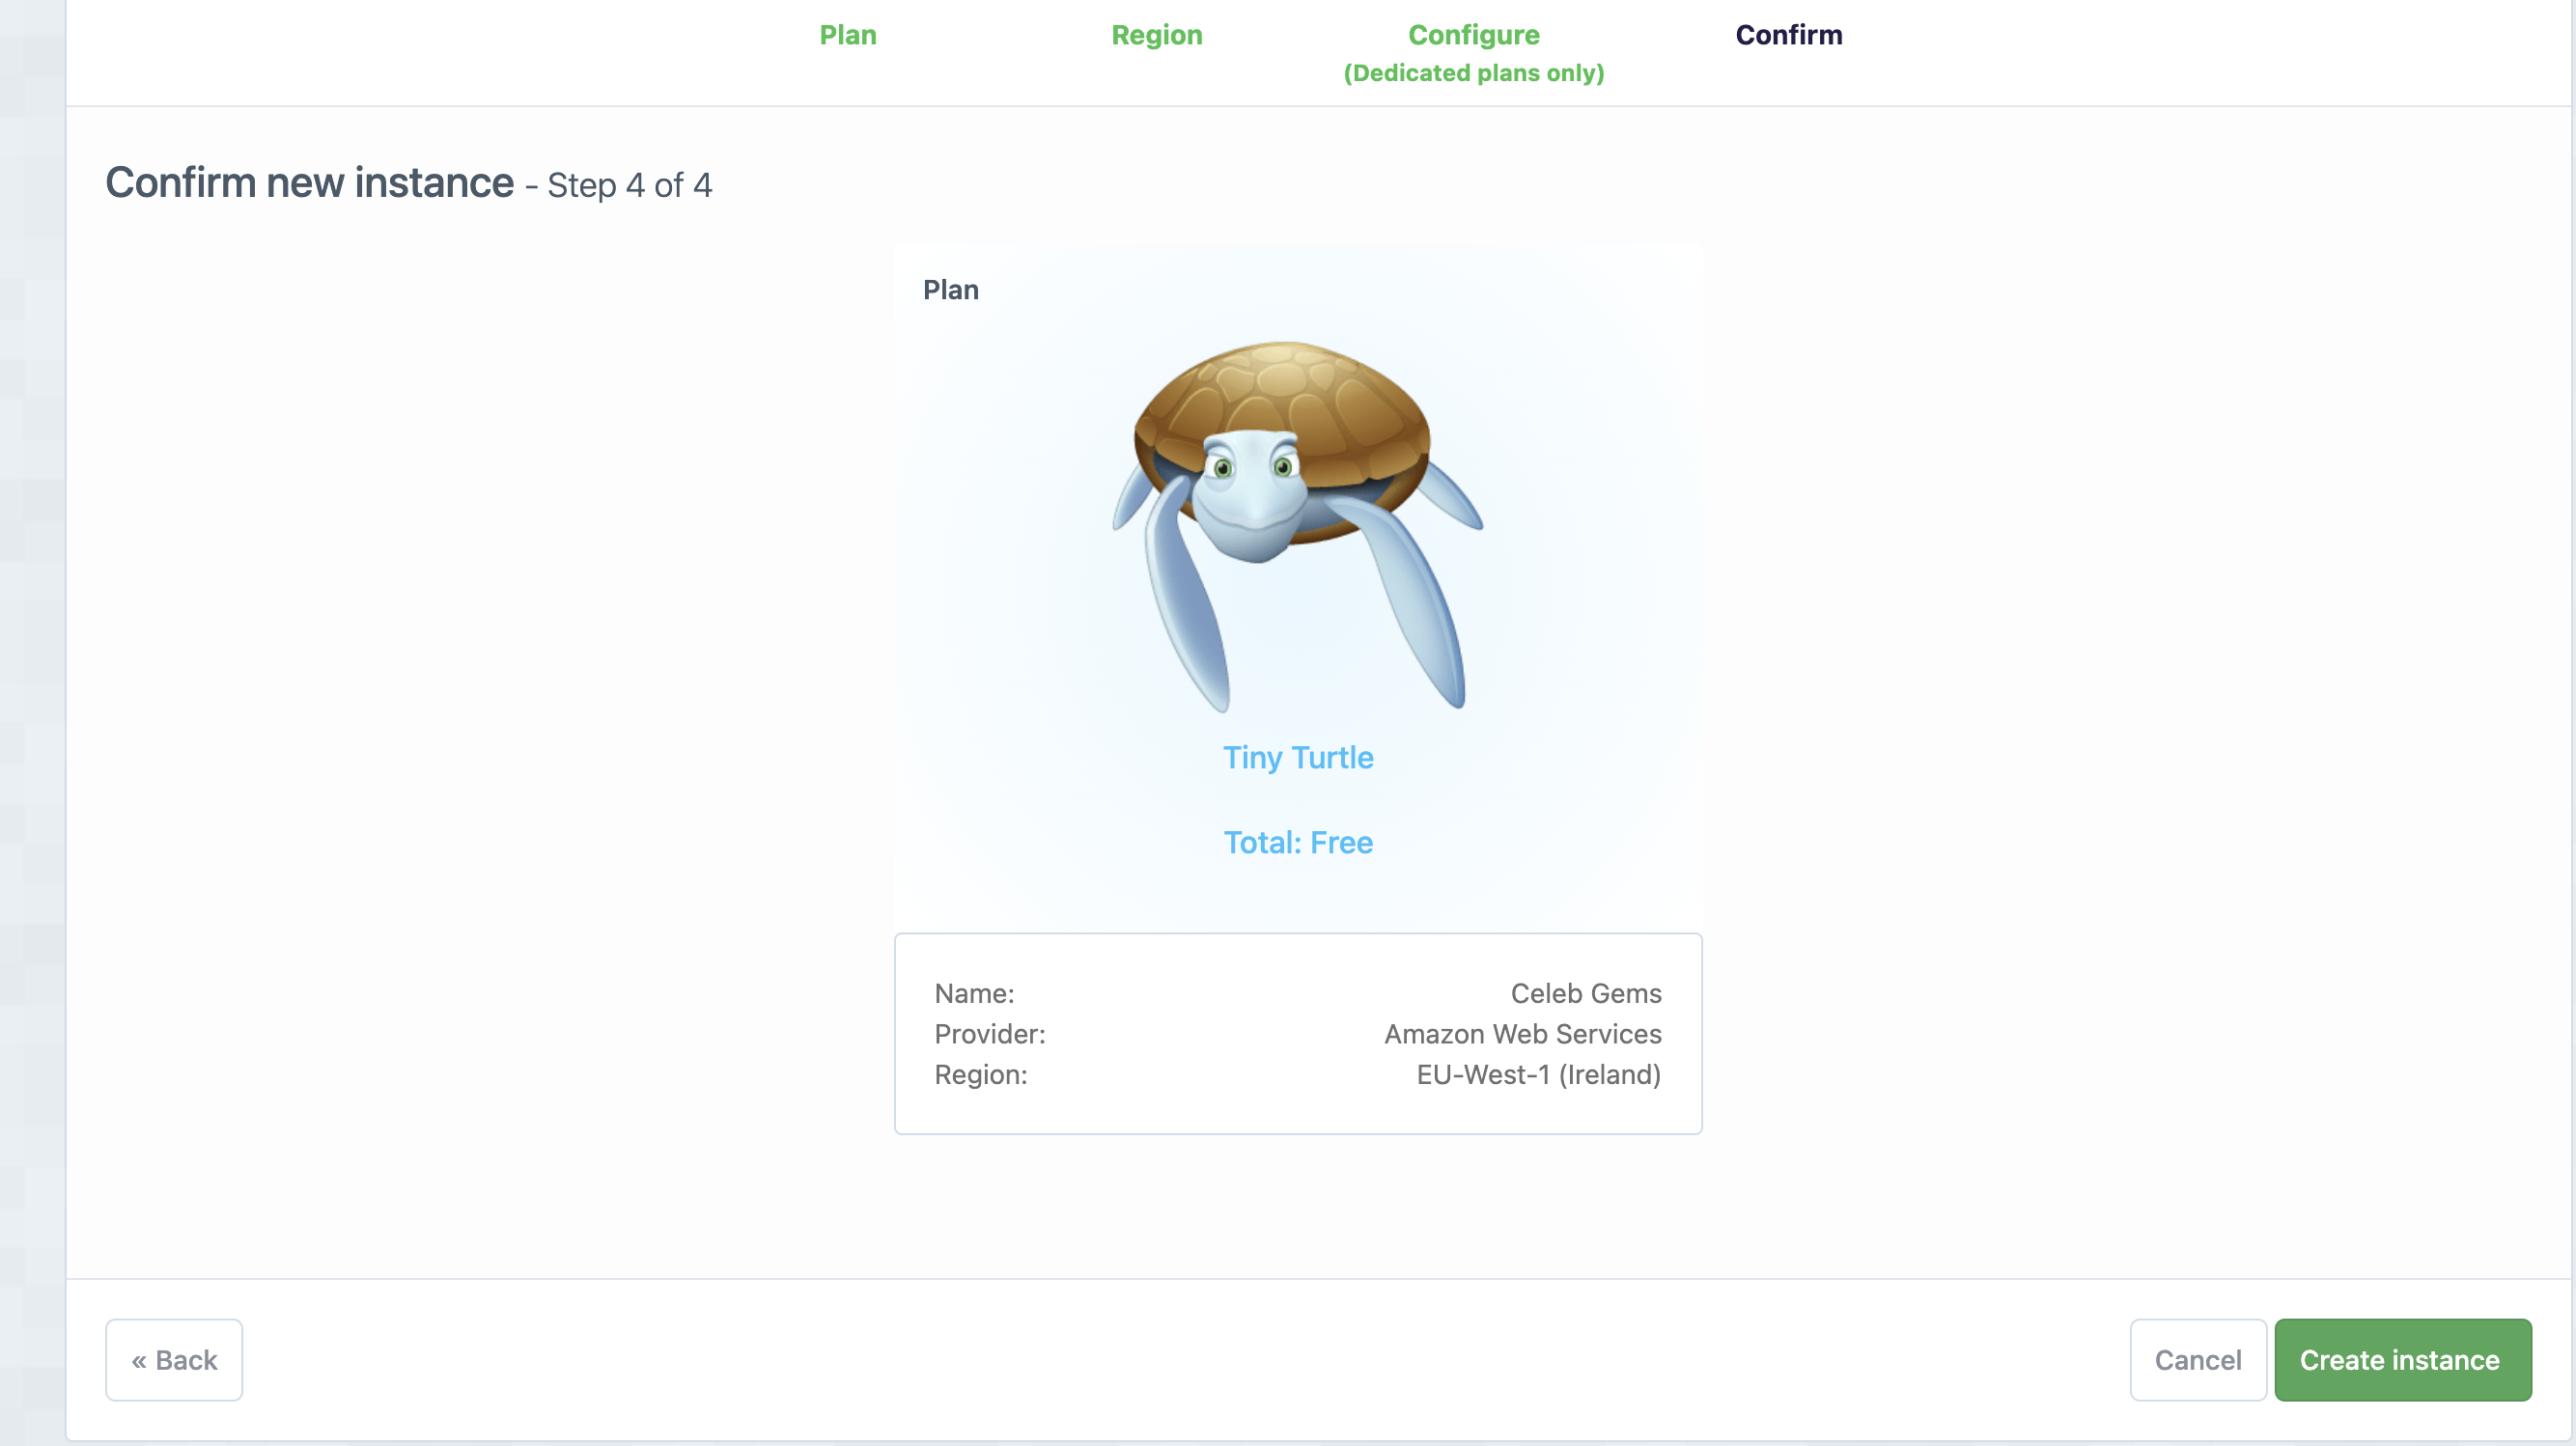 Plan
Region
Configure
(Dedicated plans only)
Confirm
Confirm new instance - Step 4 of 4
Plan
Tiny Turtle
Total: Free
Name: Celeb Gems
Provider: Amazon Web Services
Region: EU-West-1 (Ireland)
« Back
Cancel
Create instance